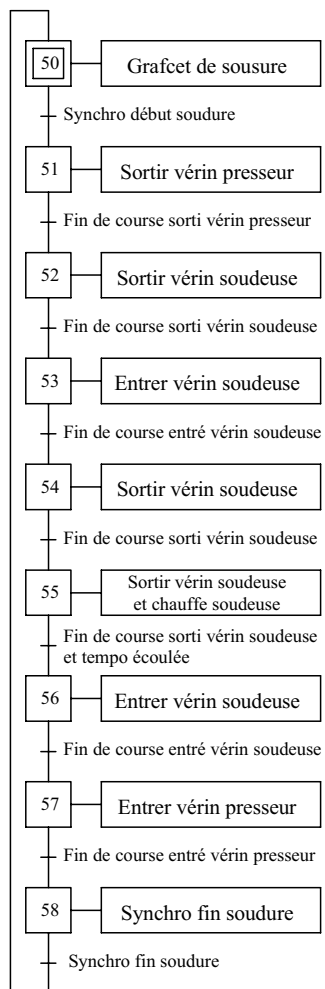 50
Grafcet de sousure
Synchro début soudure
51
Sortir vérin presseur
Fin de course sorti vérin presseur
52
Sortir vérin soudeuse
Fin de course sorti vérin soudeuse
53
Entrer vérin soudeuse
Fin de course entré vérin soudeuse
54
Sortir vérin soudeuse
Fin de course sorti vérin soudeuse
55
Sortir vérin soudeuse
et chauffe soudeuse
Fin de course sorti vérin soudeuse
et tempo écoulée
56
Entrer vérin soudeuse
Fin de course entré vérin soudeuse
57
Entrer vérin presseur
Fin de course entré vérin presseur
58
Synchro fin soudure
Synchro fin soudure